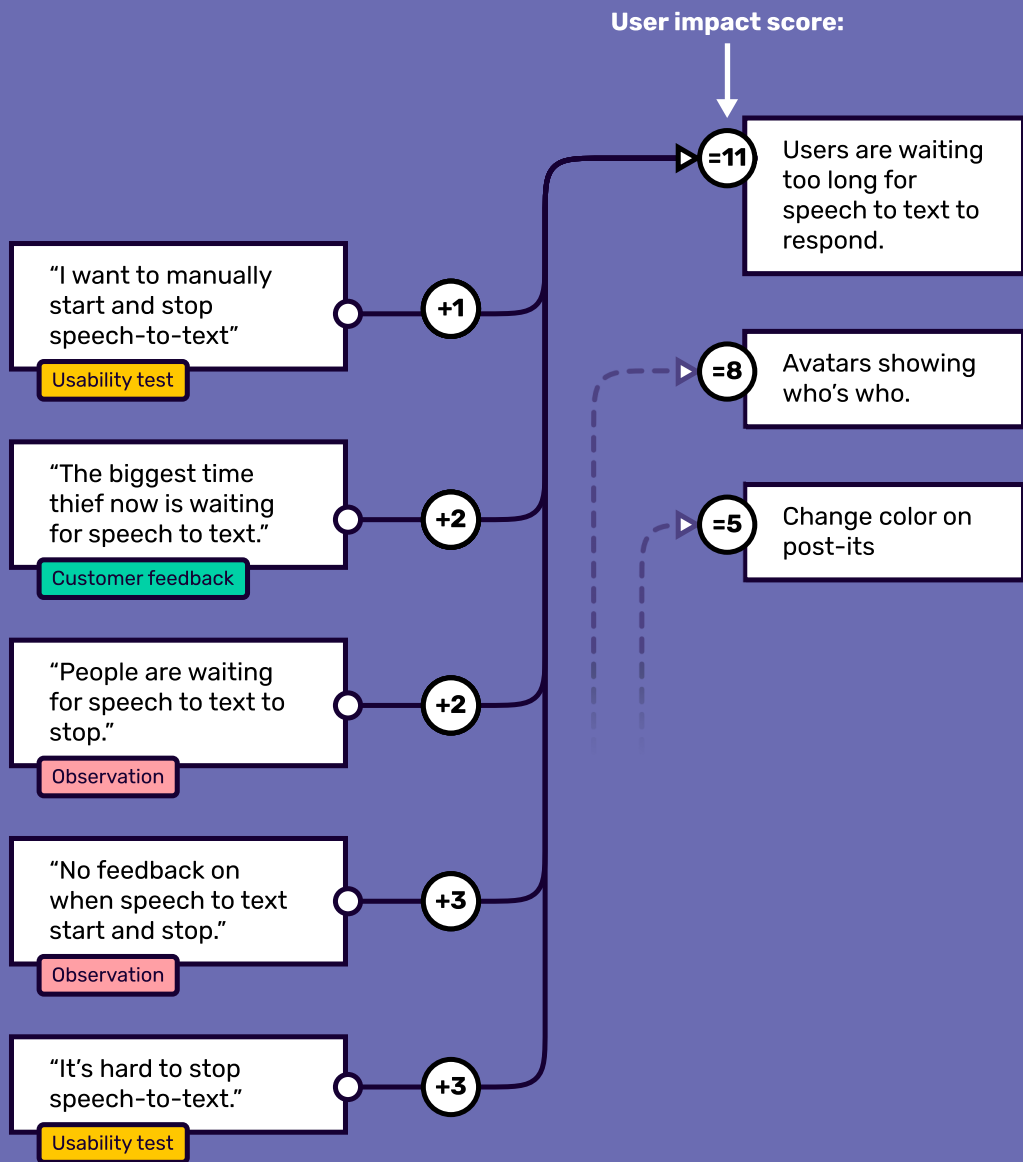 User impact score:
=11
Users are waiting
too long for
speech to text to
respond.
“I want to manually
start and stop
speech-to-text”
+1
Usability test
=8
Avatars showing
who’s who.
“The biggest time
thief now is waiting
for speech to text.”
+2
Customer feedback
=5
Change color on
post-its
“People are waiting
for speech to text to
stop.”
+2
Observation
“No feedback on
when speech to text
start and stop.”
+3
Observation
“It’s hard to stop
speech-to-text.”
+3
Usability test